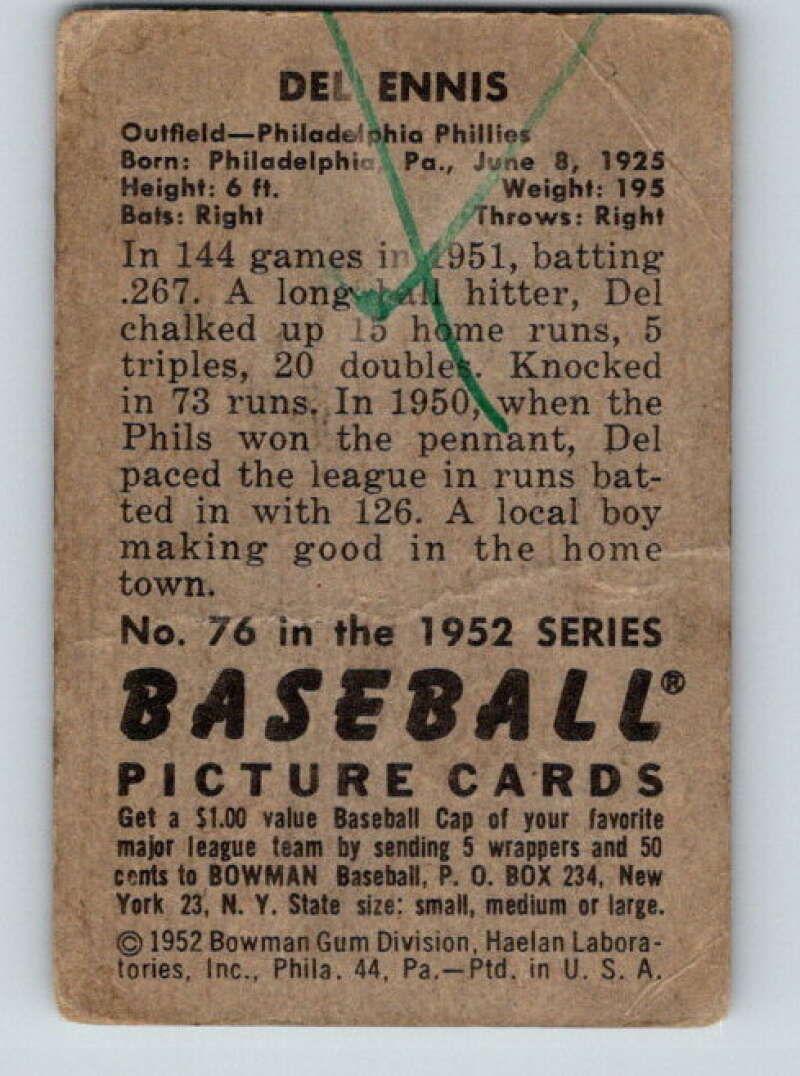 DEL ENNIS
Outfield—Philadelphia Phillies
Born: Philadelphia, Pa., June 8, 1925
Height: 6 ft. Weight: 195
Bats: Right Throws: Right
In 144 games in 1951, batting
.267. A long ball hitter, Del
chalked up 15 home runs, 5
triples, 20 doubles. Knocked
in 73 runs. In 1950, when the
Phils won the pennant, Del
paced the league in runs bat-
ted in with 126. A local boy
making good in the home
town.
No. 76 in the 1952 SERIES
BASEBALL®
PICTURE CARDS
Get a $1.00 value Baseball Cap of your favorite
major league team by sending 5 wrappers and 50
cents to BOWMAN Baseball, P. O. BOX 234, New
York 23, N. Y. State size: small, medium or large.
© 1952 Bowman Gum Division, Haelan Labora-
tories, Inc., Phila. 44, Pa.—Ptd. in U. S. A.